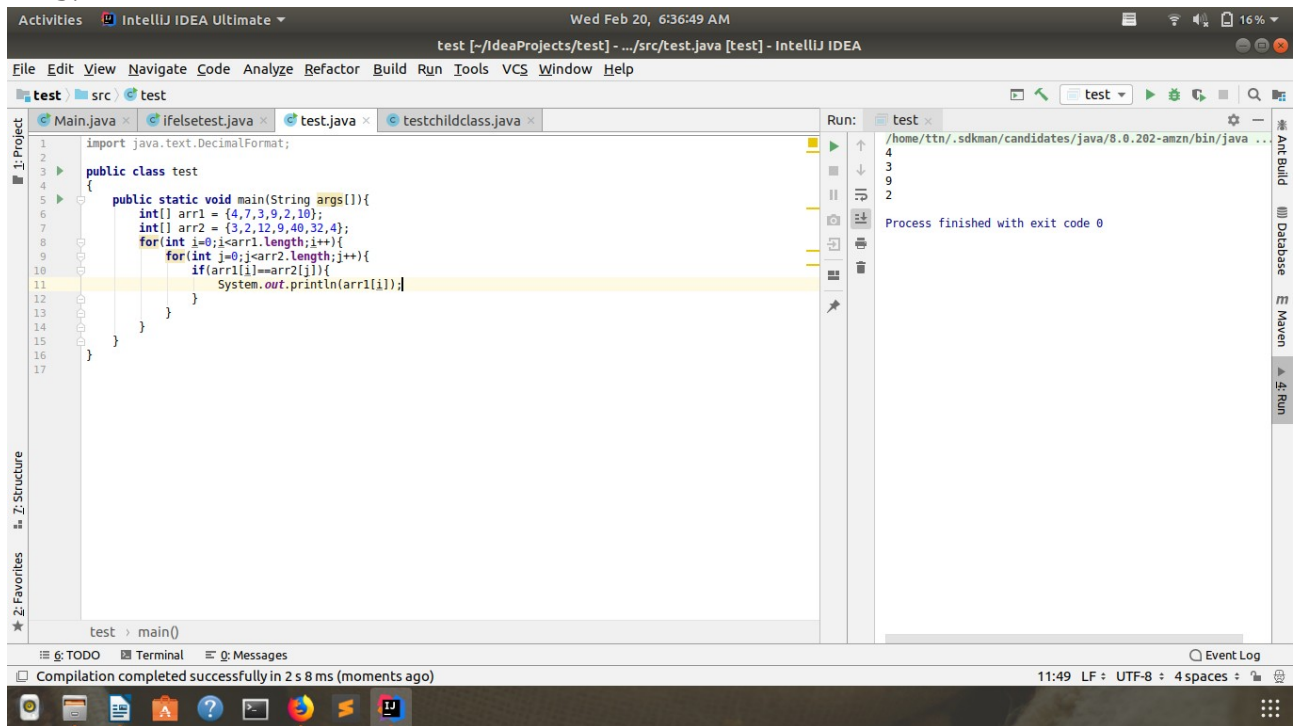 Activities IntelliJ IDEA Ultimate Wed Feb 20, 6:36:49 AM 16%
test [~/IdeaProjects/test] - .../src/test.java [test] - IntelliJ IDEA
File Edit View Navigate Code Analyze Refactor Build Run Tools VCS Window Help
test src test test
1: Project
Main.java ifelsetest.java test.java testchildclass.java
1 import java.text.DecimalFormat;
2
3 public class test
4 {
5 public static void main(String args[]){
6 int[] arr1 = {4,7,3,9,2,10};
7 int[] arr2 = {3,2,12,9,40,32,4};
8 for(int i=0;i<arr1.length;i++){
9 for(int j=0;j<arr2.length;j++){
10 if(arr1[i]==arr2[j]){
11 System.out.println(arr1[i]);
12 }
13 }
14 }
15 }
16 }
17
Run: test
/home/ttn/.sdkman/candidates/java/8.0.202-amzn/bin/java ...
4
3
9
2
Process finished with exit code 0
Ant Build
Database
m Maven
4: Run
Z: Structure
2: Favorites
test › main()
6: TODO Terminal 0: Messages Event Log
Compilation completed successfully in 2 s 8 ms (moments ago) 11:49 LF UTF-8 4 spaces